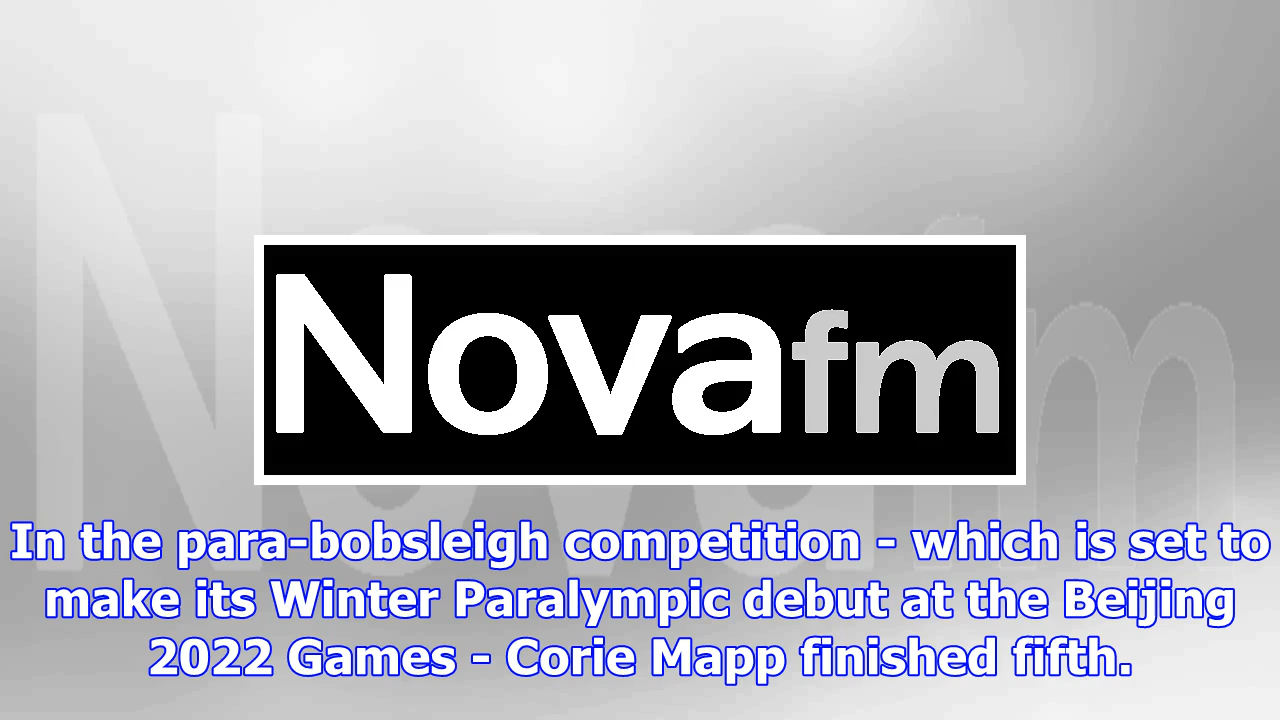 Novafm
In the para-bobsleigh competition - which is set to
make its Winter Paralympic debut at the Beijing
2022 Games - Corie Mapp finished fifth.